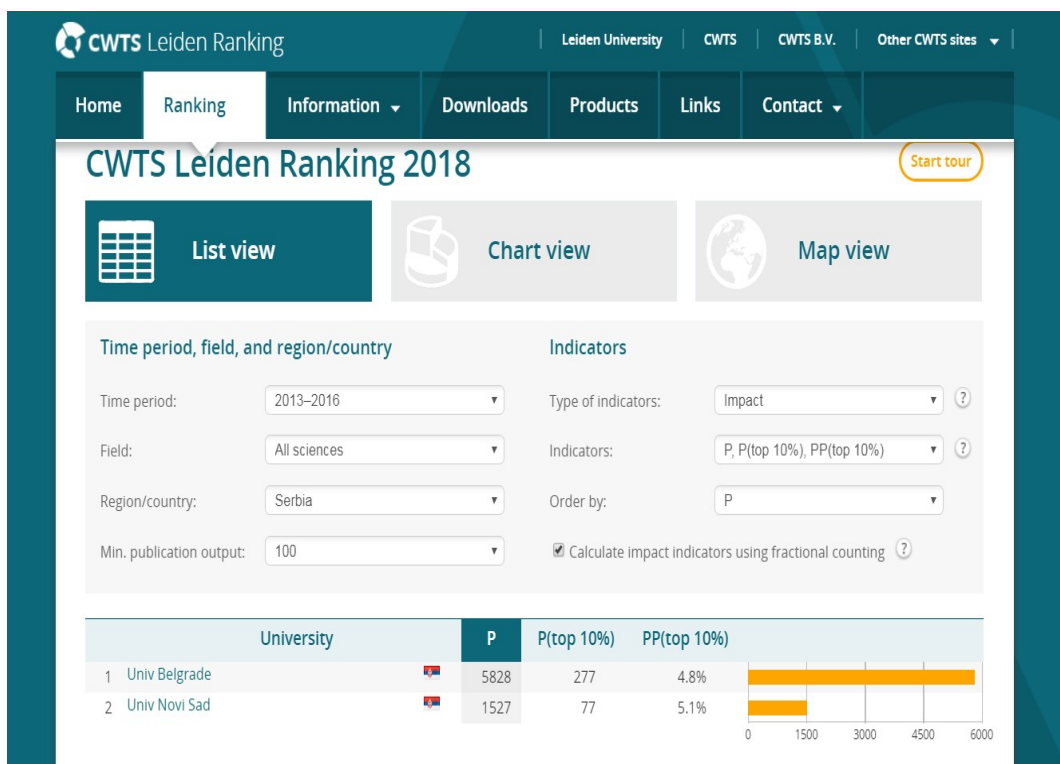 CWTS Leiden Ranking
Leiden University CWTS CWTS B.V. Other CWTS sites
Home Ranking Information Downloads Products Links Contact
CWTS Leiden Ranking 2018
Start tour
List view Chart view Map view
Time period, field, and region/country
Time period: 2013–2016
Field: All sciences
Region/country: Serbia
Min. publication output: 100
Indicators
Type of indicators: Impact ?
Indicators: P, P(top 10%), PP(top 10%) ?
Order by: P
Calculate impact indicators using fractional counting ?
University P P(top 10%) PP(top 10%)
1 Univ Belgrade 5828 277 4.8%
2 Univ Novi Sad 1527 77 5.1%
0 1500 3000 4500 6000